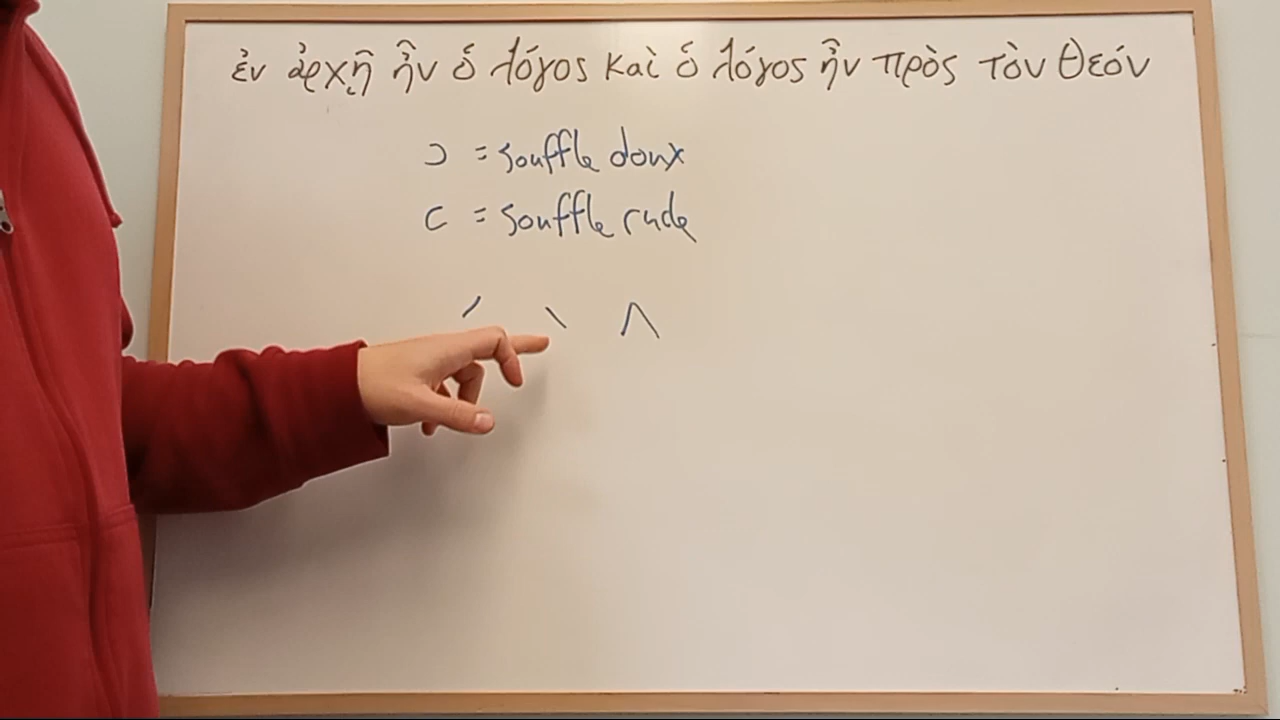 ἐν ἀρχῇ ἦν ὁ λόγος καὶ ὁ λόγος ἦν πρὸς τὸν θεόν
ɔ = souffle doux
c = souffle rude
´ ` ^